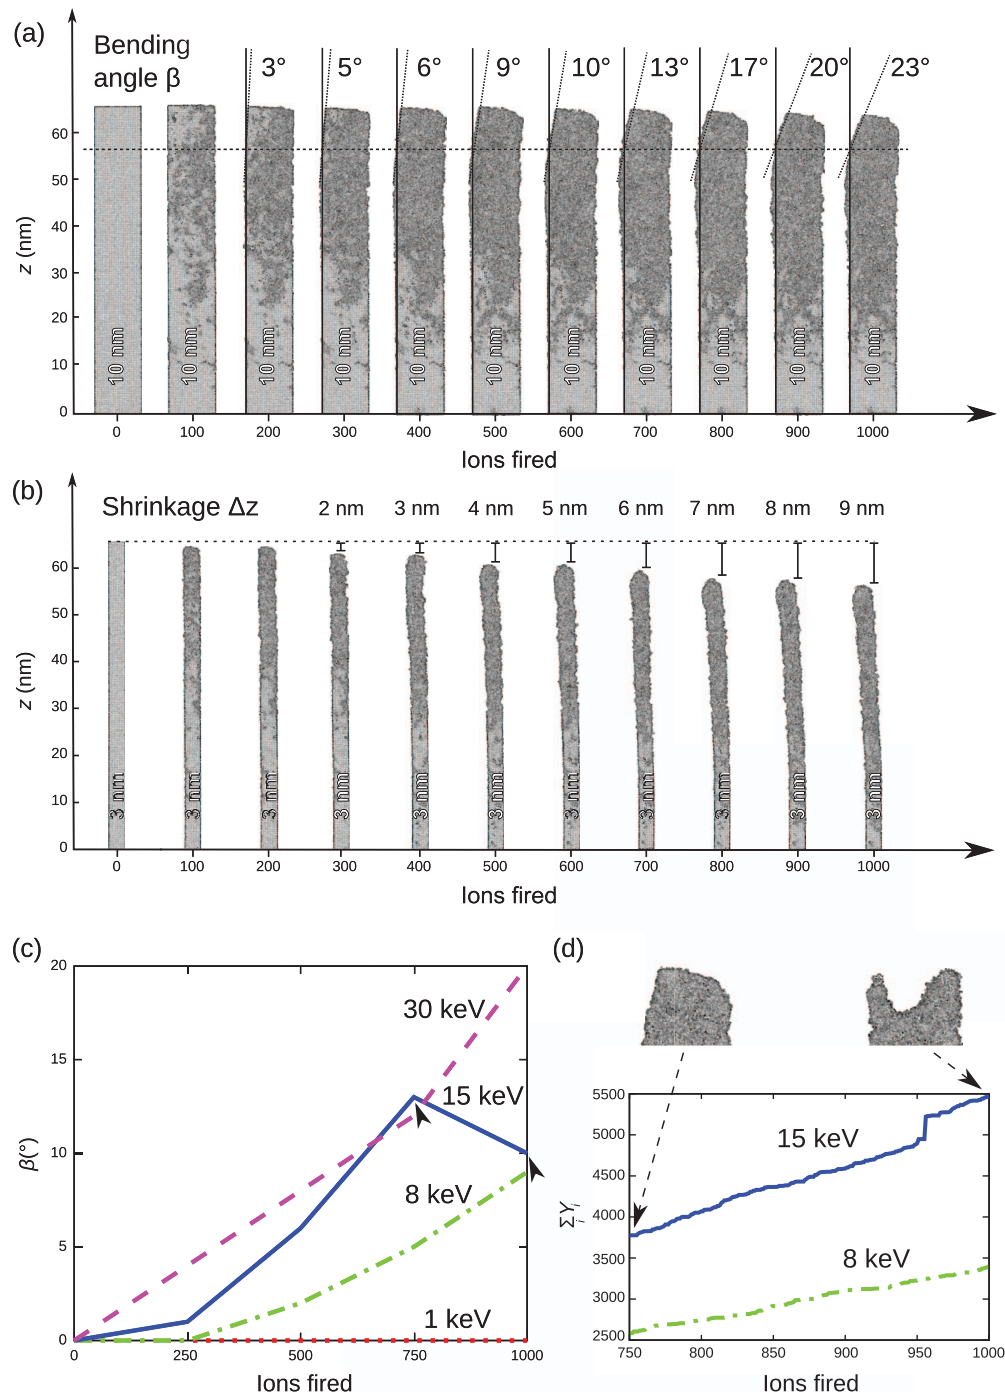 (a)
Bending
angle β
3°
5°
6°
9°
10°
13°
17°
20°
23°
z (nm)
60
50
40
30
20
10
0
10 nm
10 nm
10 nm
10 nm
10 nm
10 nm
10 nm
10 nm
10 nm
10 nm
10 nm
0
100
200
300
400
500
600
700
800
900
1000
Ions fired
(b)
Shrinkage Δz
2 nm
3 nm
4 nm
5 nm
6 nm
7 nm
8 nm
9 nm
z (nm)
60
50
40
30
20
10
0
3 nm
3 nm
3 nm
3 nm
3 nm
3 nm
3 nm
3 nm
3 nm
3 nm
3 nm
0
100
200
300
400
500
600
700
800
900
1000
Ions fired
(c)
β(°)
20
15
10
5
0
30 keV
15 keV
8 keV
1 keV
0
250
500
750
1000
Ions fired
(d)
Σ Yi
i
5500
5000
4500
4000
3500
3000
2500
15 keV
8 keV
750
800
850
900
950
1000
Ions fired